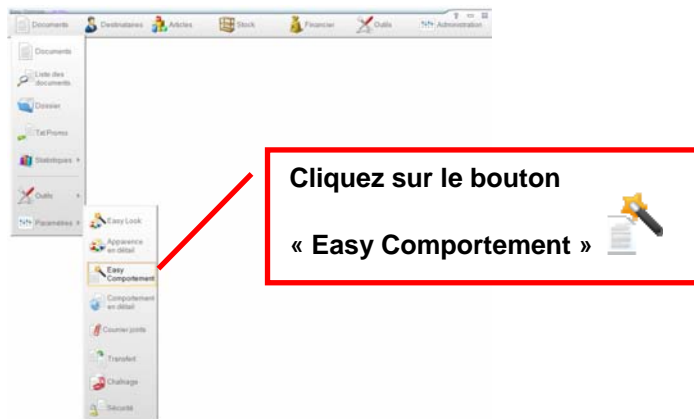 Documents Destinataires Articles Stock Financier Outils Administration
Documents
Liste des
documents
Dossier
Tat Promo
Statistiques
Outils
Paramètres
Easy Look
Apparence
en détail
Easy
Comportement
Comportement
en détail
Courrier joints
Transfert
Chaînage
Sécurité
Cliquez sur le bouton
« Easy Comportement »